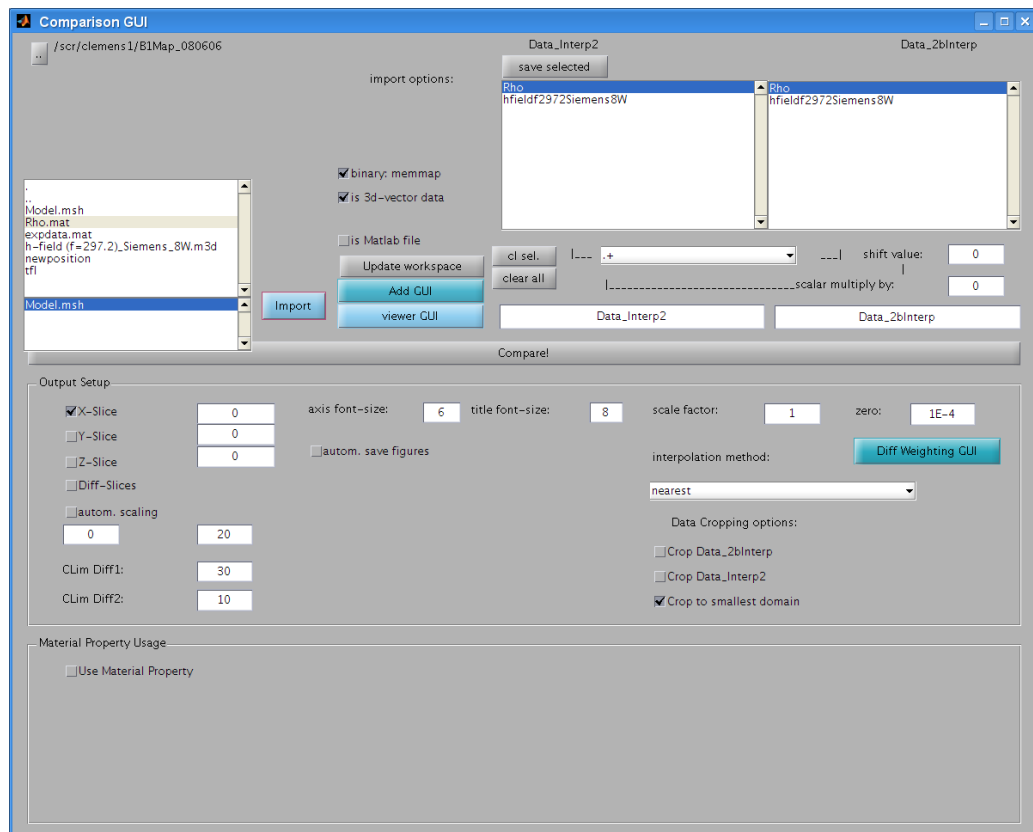 Comparison GUI
..
/scr/clemens1/B1Map_080606
Data_Interp2
Data_2bInterp
save selected
import options:
Rho
hfieldf2972Siemens8W
Rho
hfieldf2972Siemens8W
binary: memmap
is 3d-vector data
.
..
Model.msh
Rho.mat
expdata.mat
h-field (f=297.2)_Siemens_8W.m3d
newposition
tfl
Model.msh
Import
is Matlab file
Update workspace
Add GUI
viewer GUI
cl sel.
clear all
|___ .+ ___| shift value: 0
|
|____________________________scalar multiply by: 0
Data_Interp2
Data_2bInterp
Compare!
Output Setup
X-Slice 0 axis font-size: 6 title font-size: 8 scale factor: 1 zero: 1E-4
Y-Slice 0
Z-Slice 0
autom. save figures
interpolation method:
Diff Weighting GUI
Diff-Slices
nearest
autom. scaling
0 20
Data Cropping options:
Crop Data_2bInterp
CLim Diff1: 30
Crop Data_Interp2
CLim Diff2: 10
Crop to smallest domain
Material Property Usage
Use Material Property